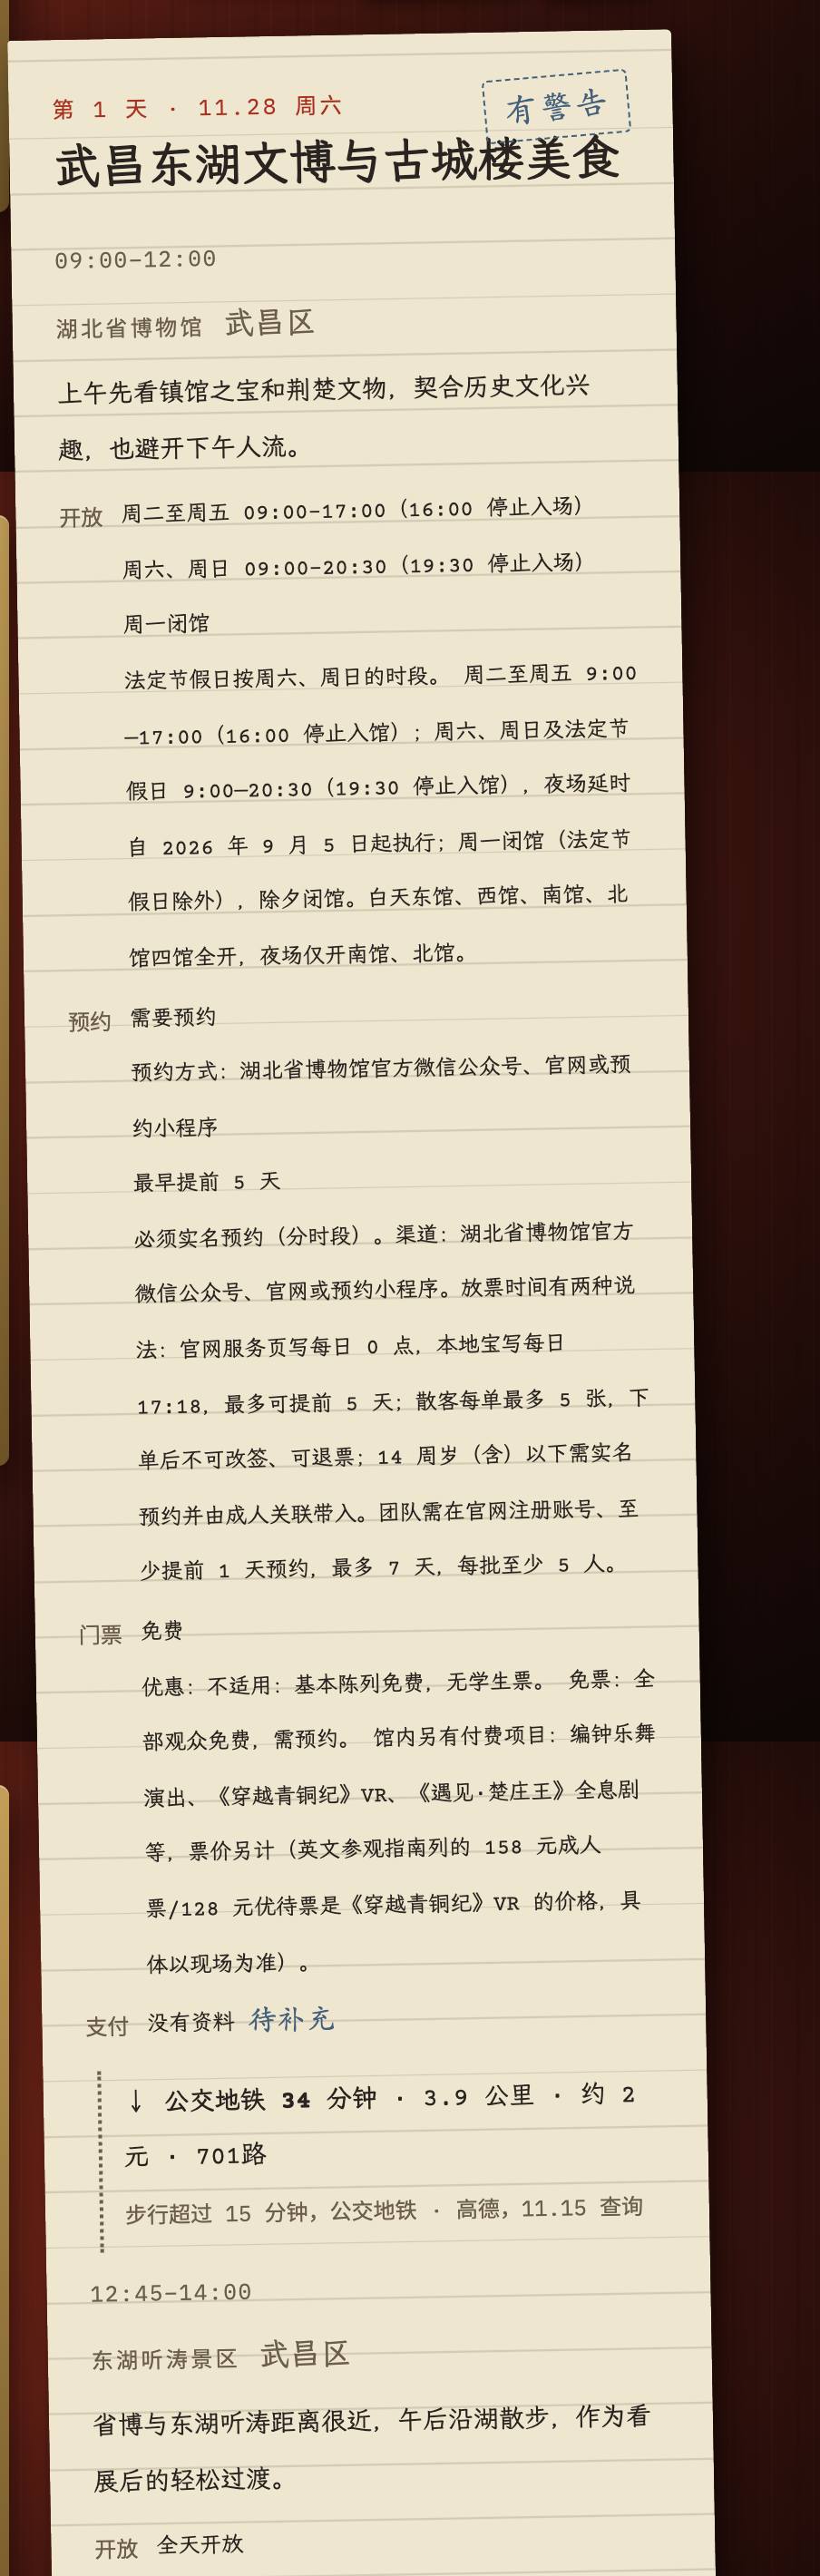 第 1 天 · 11.28 周六
有警告
武昌东湖文博与古城楼美食
09:00–12:00
湖北省博物馆 武昌区
上午先看镇馆之宝和荆楚文物，契合历史文化兴
趣，也避开下午人流。
开放 周二至周五 09:00–17:00（16:00 停止入场）
周六、周日 09:00–20:30（19:30 停止入场）
周一闭馆
法定节假日按周六、周日的时段。 周二至周五 9:00
—17:00（16:00 停止入馆）；周六、周日及法定节
假日 9:00—20:30（19:30 停止入馆），夜场延时
自 2026 年 9 月 5 日起执行；周一闭馆（法定节
假日除外），除夕闭馆。白天东馆、西馆、南馆、北
馆四馆全开，夜场仅开南馆、北馆。
预约 需要预约
预约方式：湖北省博物馆官方微信公众号、官网或预
约小程序
最早提前 5 天
必须实名预约（分时段）。渠道：湖北省博物馆官方
微信公众号、官网或预约小程序。放票时间有两种说
法：官网服务页写每日 0 点，本地宝写每日
17:18，最多可提前 5 天；散客每单最多 5 张，下
单后不可改签、可退票；14 周岁（含）以下需实名
预约并由成人关联带入。团队需在官网注册账号、至
少提前 1 天预约，最多 7 天，每批至少 5 人。
门票 免费
优惠：不适用：基本陈列免费，无学生票。 免票：全
部观众免费，需预约。 馆内另有付费项目：编钟乐舞
演出、《穿越青铜纪》VR、《遇见·楚庄王》全息剧
等，票价另计（英文参观指南列的 158 元成人
票/128 元优待票是《穿越青铜纪》VR 的价格，具
体以现场为准）。
支付 没有资料 待补充
↓ 公交地铁 34 分钟 · 3.9 公里 · 约 2
元 · 701路
步行超过 15 分钟，公交地铁 · 高德，11.15 查询
12:45–14:00
东湖听涛景区 武昌区
省博与东湖听涛距离很近，午后沿湖散步，作为看
展后的轻松过渡。
开放 全天开放